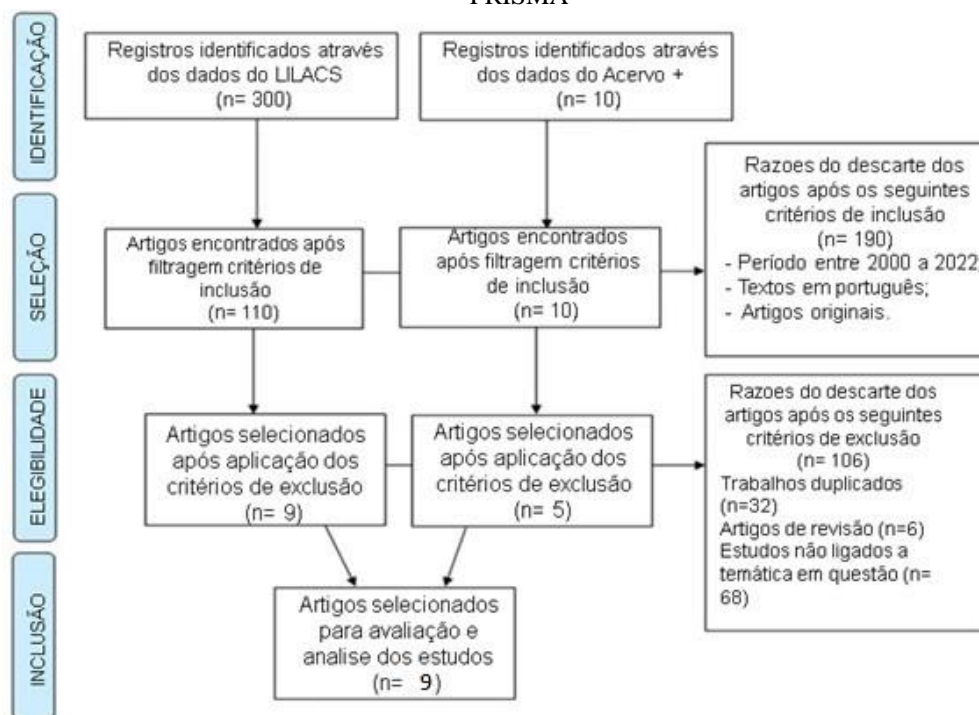 PRISMA
IDENTIFICAÇÃO
Registros identificados através
dos dados do LILACS
(n= 300)
Registros identificados através
dos dados do Acervo +
(n= 10)
SELEÇÃO
Artigos encontrados após
filtragem critérios de
inclusão
(n= 110)
Artigos encontrados
após filtragem critérios
de inclusão
(n= 10)
Razoes do descarte dos
artigos após os seguintes
critérios de inclusão
(n= 190)
- Período entre 2000 a 2022
- Textos em português;
- Artigos originais.
ELEGIBILIDADE
Artigos selecionados
após aplicação dos
critérios de exclusão
(n= 9)
Artigos selecionados
após aplicação dos
critérios de exclusão
(n= 5)
Razoes do descarte dos
artigos após os seguintes
critérios de exclusão
(n= 106)
Trabalhos duplicados
(n=32)
Artigos de revisão (n=6)
Estudos não ligados a
temática em questão (n=
68)
INCLUSÃO
Artigos selecionados
para avaliação e
analise dos estudos
(n= 9)